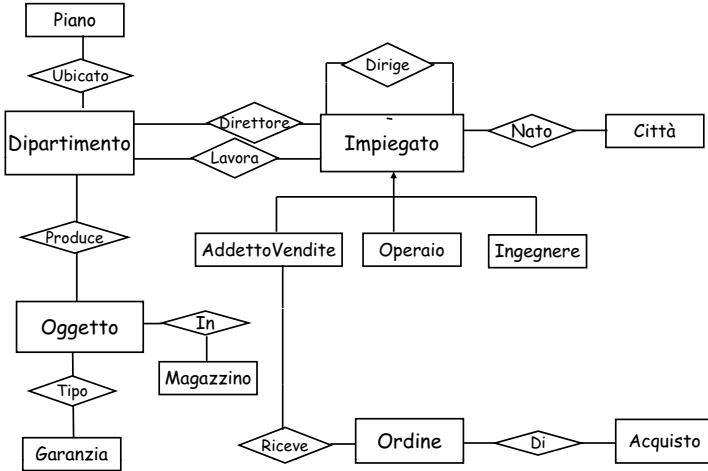 Piano
Ubicato
Dirige
Dipartimento
Direttore
Lavora
Impiegato
Nato
Città
Produce
AddettoVendite
Operaio
Ingegnere
Oggetto
In
Magazzino
Tipo
Garanzia
Riceve
Ordine
Di
Acquisto